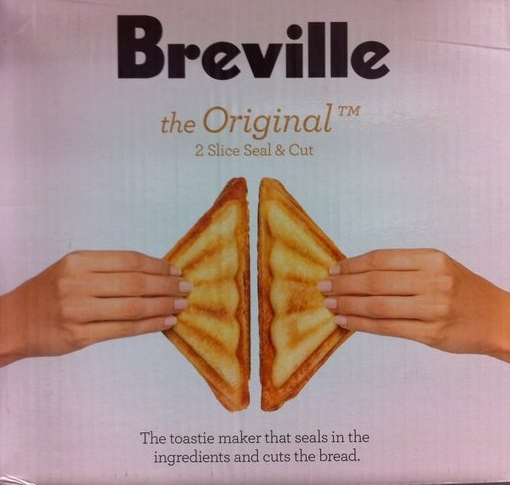 Breville
the Original™
2 Slice Seal & Cut
The toastie maker that seals in the
ingredients and cuts the bread.